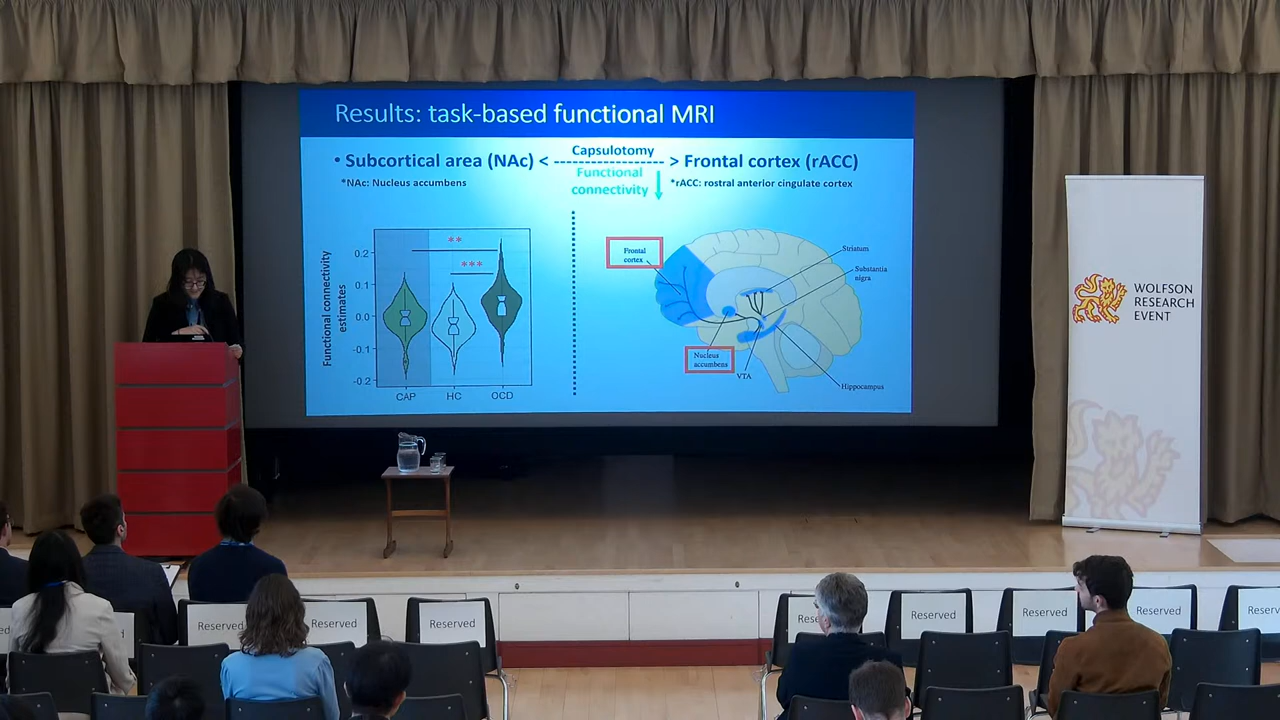 Results: task-based functional MRI
• Subcortical area (NAc) < ------------------ > Frontal cortex (rACC)
Capsulotomy
Functional
connectivity
*NAc: Nucleus accumbens
*rACC: rostral anterior cingulate cortex
Functional connectivity
estimates
0.2
0.1
0.0
-0.1
-0.2
**
***
CAP
HC
OCD
Frontal
cortex
Striatum
Substantia
nigra
Nucleus
accumbens
VTA
Hippocampus
WOLFSON
RESEARCH
EVENT
Reserved
Reserved
Reserved
Rese
Reserved
Reserved
Reserved
Reserv